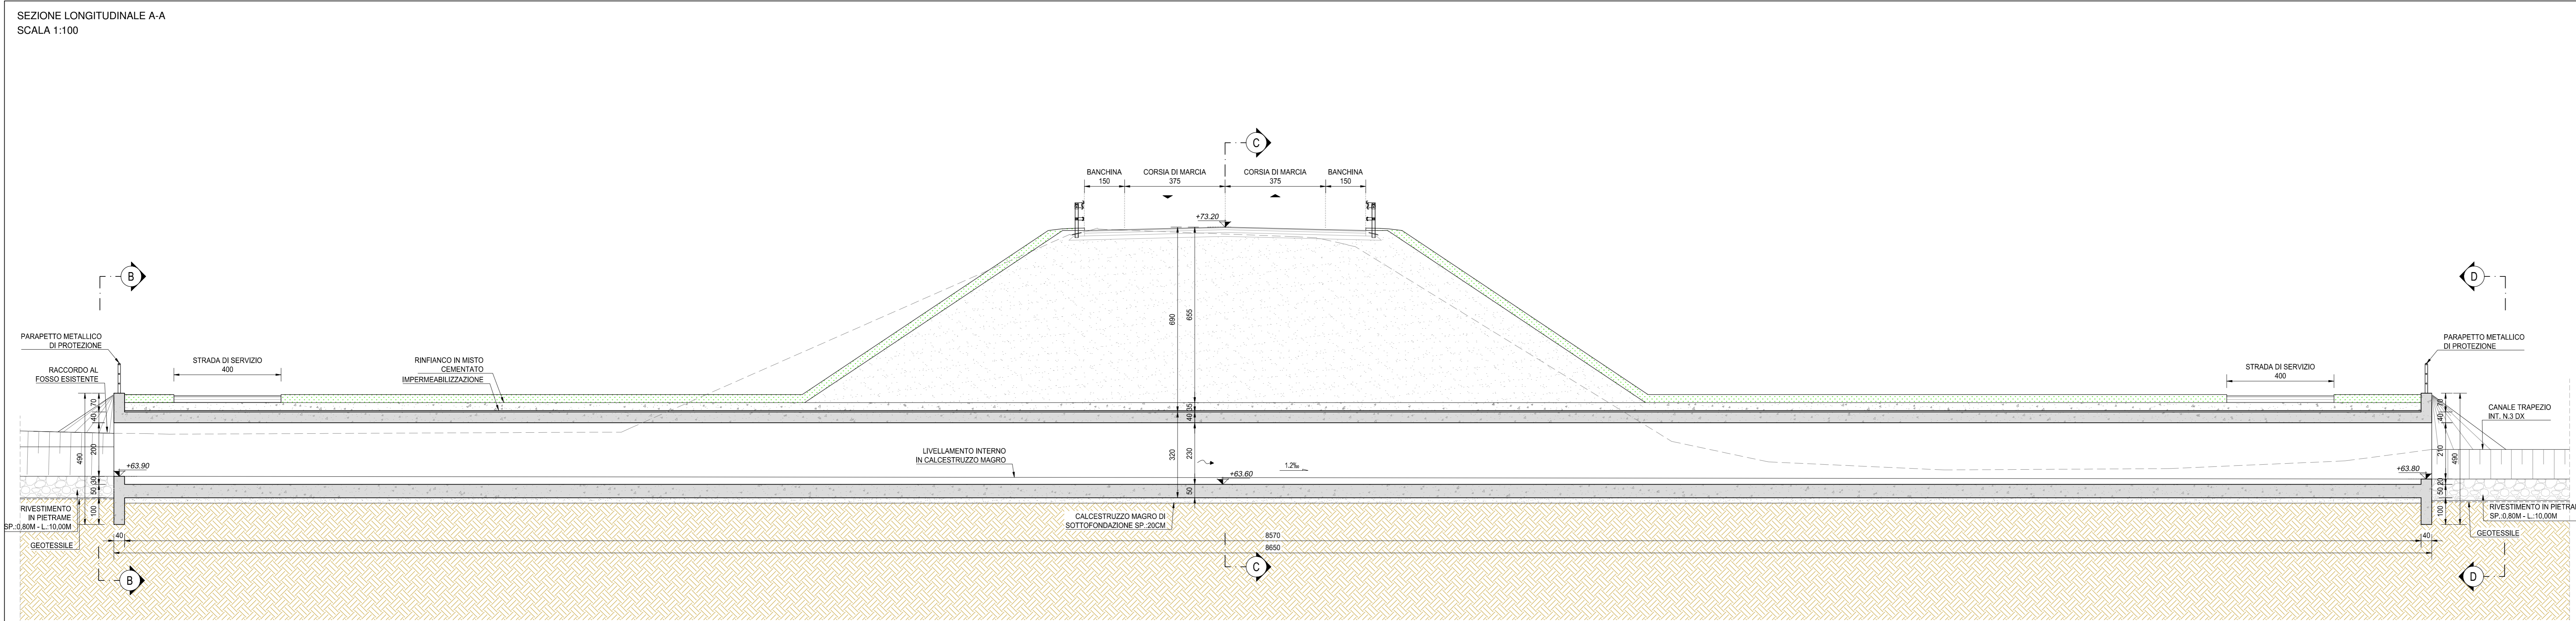 SEZIONE LONGITUDINALE A-A
SCALA 1:100
C
BANCHINA
150
CORSIA DI MARCIA
375
CORSIA DI MARCIA
375
BANCHINA
150
+73.20
B
D
690
655
PARAPETTO METALLICO
DI PROTEZIONE
RACCORDO AL
FOSSO ESISTENTE
STRADA DI SERVIZIO
400
RINFIANCO IN MISTO
CEMENTATO
IMPERMEABILIZZAZIONE
STRADA DI SERVIZIO
400
PARAPETTO METALLICO
DI PROTEZIONE
CANALE TRAPEZIO
INT. N.3 DX
490
70
40
200
30
50
100
+63.90
35
40
320
230
50
LIVELLAMENTO INTERNO
IN CALCESTRUZZO MAGRO
1.2‰
+63.60
+63.80
70
40
210
20
50
100
490
RIVESTIMENTO
IN PIETRAME
SP.:0,80M - L.:10,00M
GEOTESSILE
CALCESTRUZZO MAGRO DI
SOTTOFONDAZIONE SP.:20CM
RIVESTIMENTO IN PIETRA
SP.:0,80M - L.:10,00M
GEOTESSILE
40
8570
40
8650
B
C
D